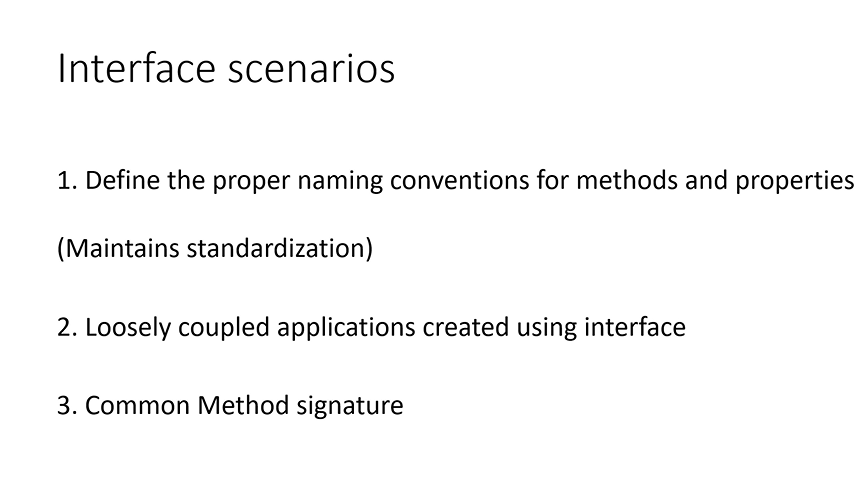 Interface scenarios
1. Define the proper naming conventions for methods and properties
(Maintains standardization)
2. Loosely coupled applications created using interface
3. Common Method signature